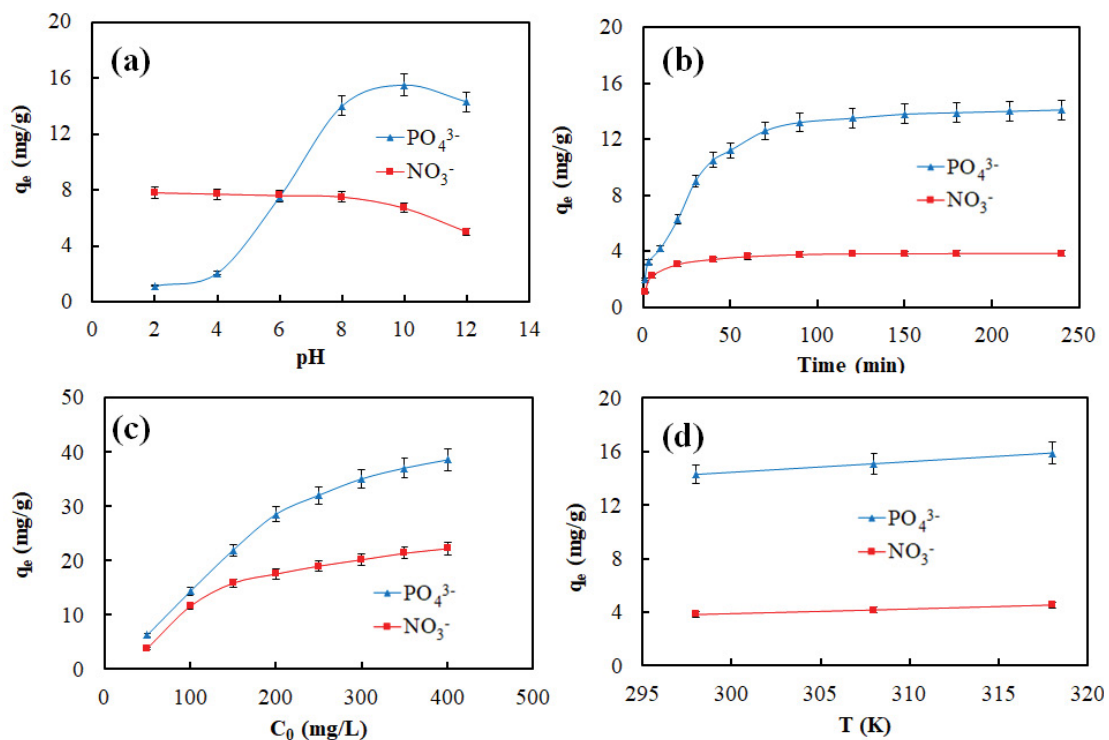 (a)
20
16
12
8
4
0
qₑ (mg/g)
PO₄³⁻
NO₃⁻
0 2 4 6 8 10 12 14
pH
(b)
20
16
12
8
4
0
qₑ (mg/g)
PO₄³⁻
NO₃⁻
0 50 100 150 200 250
Time (min)
(c)
50
40
30
20
10
0
qₑ (mg/g)
PO₄³⁻
NO₃⁻
0 100 200 300 400 500
C₀ (mg/L)
(d)
20
16
12
8
4
0
qₑ (mg/g)
PO₄³⁻
NO₃⁻
295 300 305 310 315 320
T (K)